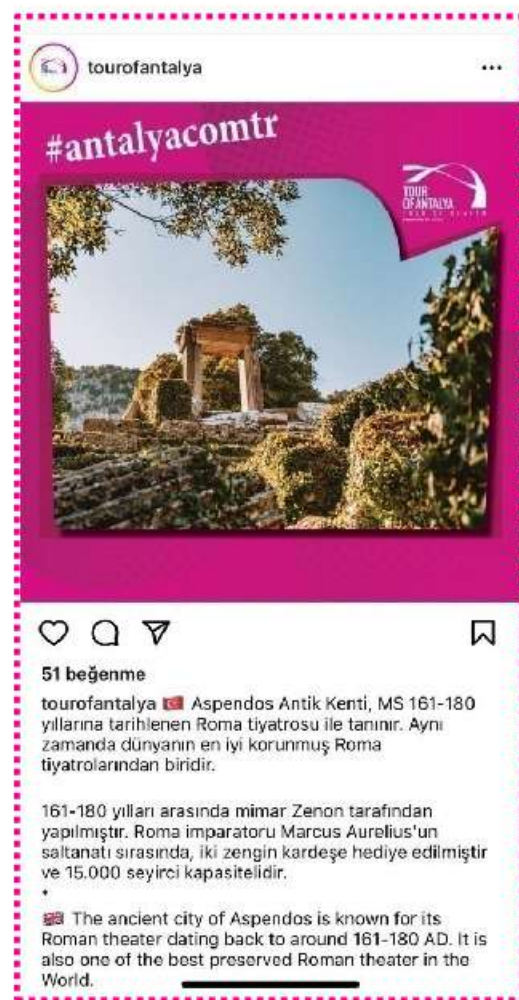 tourofantalya
#antalyacomtr
TOUR
OF ANTALYA
51 beğenme
tourofantalya 🇹🇷 Aspendos Antik Kenti, MS 161-180
yıllarına tarihlenen Roma tiyatrosu ile tanınır. Aynı
zamanda dünyanın en iyi korunmuş Roma
tiyatrolarından biridir.
161-180 yılları arasında mimar Zenon tarafından
yapılmıştır. Roma imparatoru Marcus Aurelius'un
saltanatı sırasında, iki zengin kardeşe hediye edilmiştir
ve 15.000 seyirci kapasitelidir.
🇬🇧 The ancient city of Aspendos is known for its
Roman theater dating back to around 161-180 AD. It is
also one of the best preserved Roman theater in the
World.